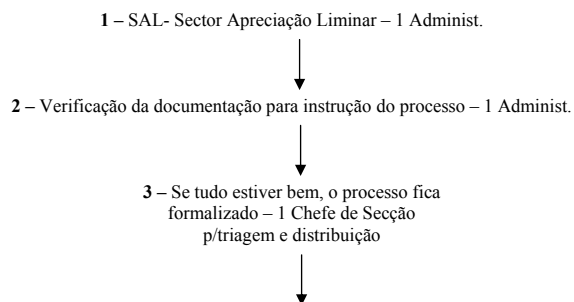 1 – SAL- Sector Apreciação Liminar – 1 Administ.
2 – Verificação da documentação para instrução do processo – 1 Administ.
3 – Se tudo estiver bem, o processo fica
formalizado – 1 Chefe de Secção
p/triagem e distribuição